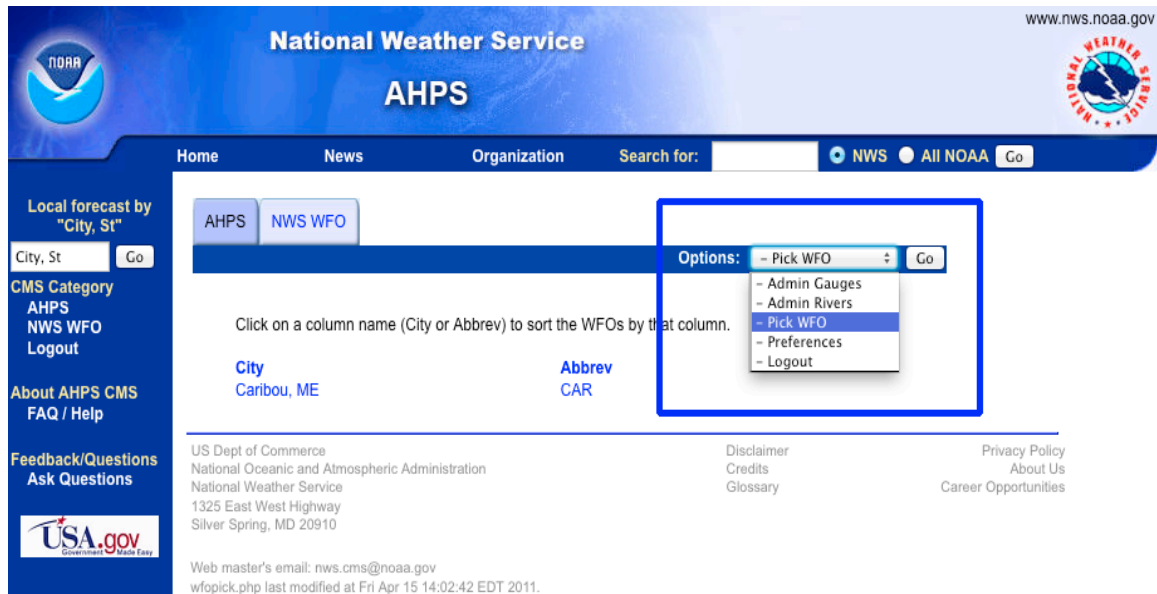 www.nws.noaa.gov
NOAA
National Weather Service
AHPS
NATIONAL WEATHER SERVICE
Home News Organization Search for: NWS All NOAA Go
Local forecast by
"City, St"
City, St Go
CMS Category
AHPS
NWS WFO
Logout
About AHPS CMS
FAQ / Help
Feedback/Questions
Ask Questions
USA.gov
Government Made Easy
AHPS NWS WFO
Options: – Pick WFO Go
– Admin Gauges
– Admin Rivers
– Pick WFO
– Preferences
– Logout
Click on a column name (City or Abbrev) to sort the WFOs by that column.
City Abbrev
Caribou, ME CAR
US Dept of Commerce Disclaimer Privacy Policy
National Oceanic and Atmospheric Administration Credits About Us
National Weather Service Glossary Career Opportunities
1325 East West Highway
Silver Spring, MD 20910
Web master's email: nws.cms@noaa.gov
wfopick.php last modified at Fri Apr 15 14:02:42 EDT 2011.